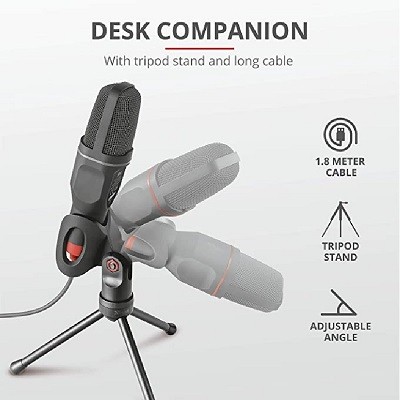 DESK COMPANION
With tripod stand and long cable
1.8 METER
CABLE
TRIPOD
STAND
ADJUSTABLE
ANGLE